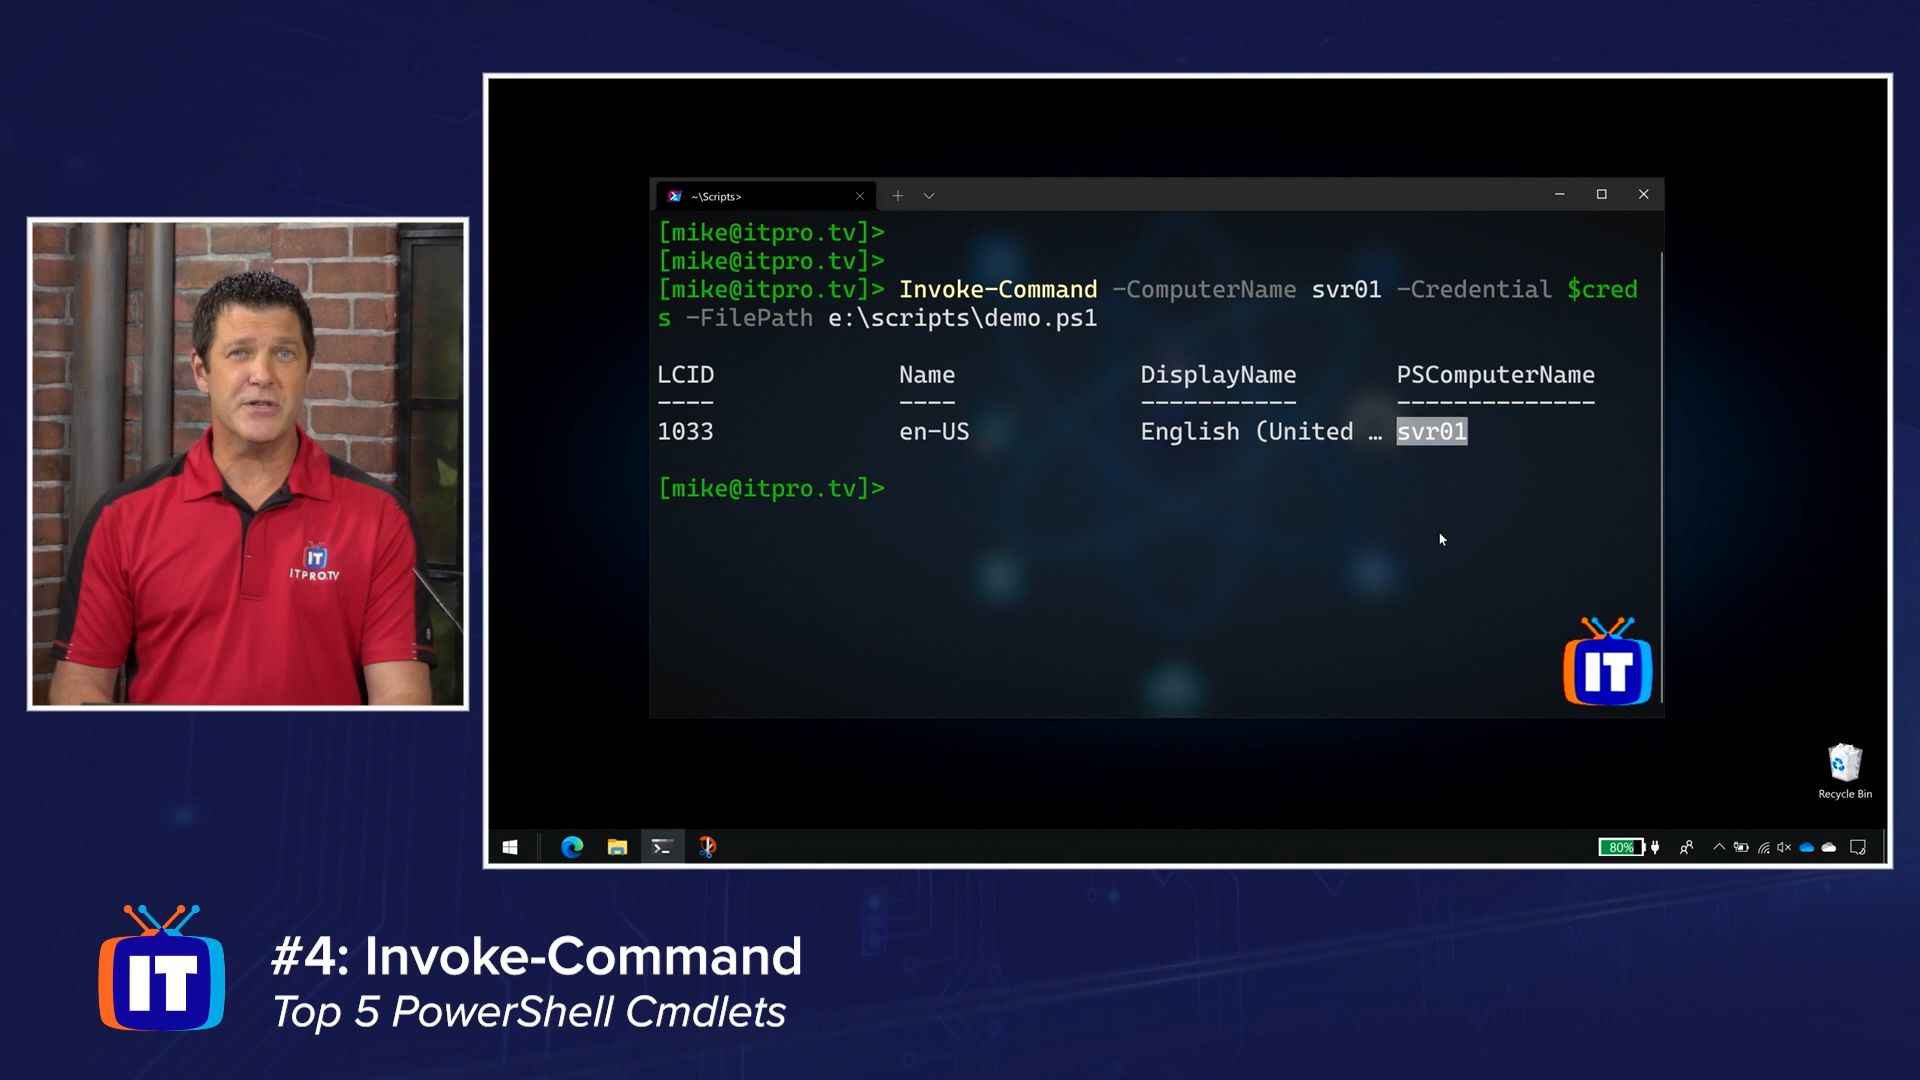 ~\Scripts>
[mike@itpro.tv]>
[mike@itpro.tv]>
[mike@itpro.tv]> Invoke-Command -ComputerName svr01 -Credential $cred
s -FilePath e:\scripts\demo.ps1
LCID Name DisplayName PSComputerName
---- ---- ----------- --------------
1033 en-US English (United … svr01
[mike@itpro.tv]>
IT
ITPRO.TV
IT
Recycle Bin
80%
IT
#4: Invoke-Command
Top 5 PowerShell Cmdlets